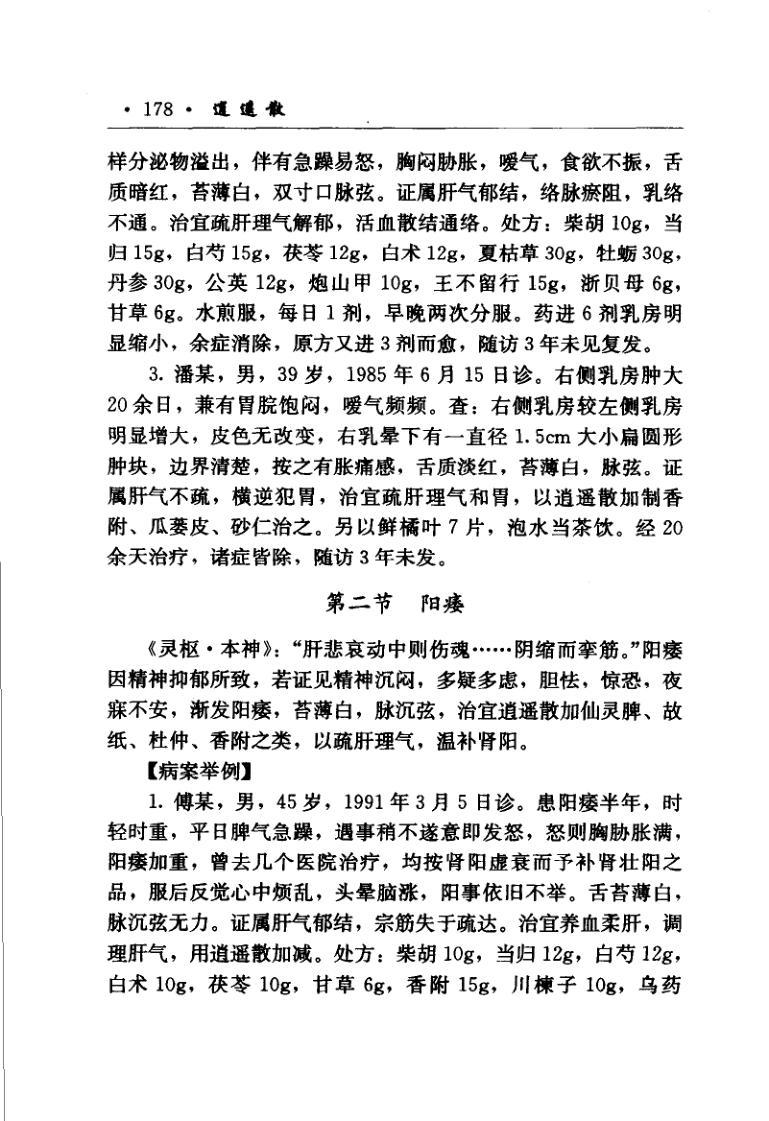 · 178 · 逍遥散
样分泌物溢出，伴有急躁易怒，胸闷胁胀，嗳气，食欲不振，舌
质暗红，苔薄白，双寸口脉弦。证属肝气郁结，络脉瘀阻，乳络
不通。治宜疏肝理气解郁，活血散结通络。处方：柴胡 10g，当
归 15g，白芍 15g，茯苓 12g，白术 12g，夏枯草 30g，牡蛎 30g，
丹参 30g，公英 12g，炮山甲 10g，王不留行 15g，浙贝母 6g，
甘草 6g。水煎服，每日 1 剂，早晚两次分服。药进 6 剂乳房明
显缩小，余症消除，原方又进 3 剂而愈，随访 3 年未见复发。
3. 潘某，男，39 岁，1985 年 6 月 15 日诊。右侧乳房肿大
20 余日，兼有胃脘饱闷，嗳气频频。查：右侧乳房较左侧乳房
明显增大，皮色无改变，右乳晕下有一直径 1.5cm 大小扁圆形
肿块，边界清楚，按之有胀痛感，舌质淡红，苔薄白，脉弦。证
属肝气不疏，横逆犯胃，治宜疏肝理气和胃，以逍遥散加制香
附、瓜蒌皮、砂仁治之。另以鲜橘叶 7 片，泡水当茶饮。经 20
余天治疗，诸症皆除，随访 3 年未发。
第二节 阳痿
《灵枢·本神》：“肝悲哀动中则伤魂……阴缩而挛筋。”阳痿
因精神抑郁所致，若证见精神沉闷，多疑多虑，胆怯，惊恐，夜
寐不安，渐发阳痿，苔薄白，脉沉弦，治宜逍遥散加仙灵脾、故
纸、杜仲、香附之类，以疏肝理气，温补肾阳。
【病案举例】
1. 傅某，男，45 岁，1991 年 3 月 5 日诊。患阳痿半年，时
轻时重，平日脾气急躁，遇事稍不遂意即发怒，怒则胸胁胀满，
阳痿加重，曾去几个医院治疗，均按肾阳虚衰而予补肾壮阳之
品，服后反觉心中烦乱，头晕脑涨，阳事依旧不举。舌苔薄白，
脉沉弦无力。证属肝气郁结，宗筋失于疏达。治宜养血柔肝，调
理肝气，用逍遥散加减。处方：柴胡 10g，当归 12g，白芍 12g，
白术 10g，茯苓 10g，甘草 6g，香附 15g，川楝子 10g，乌药